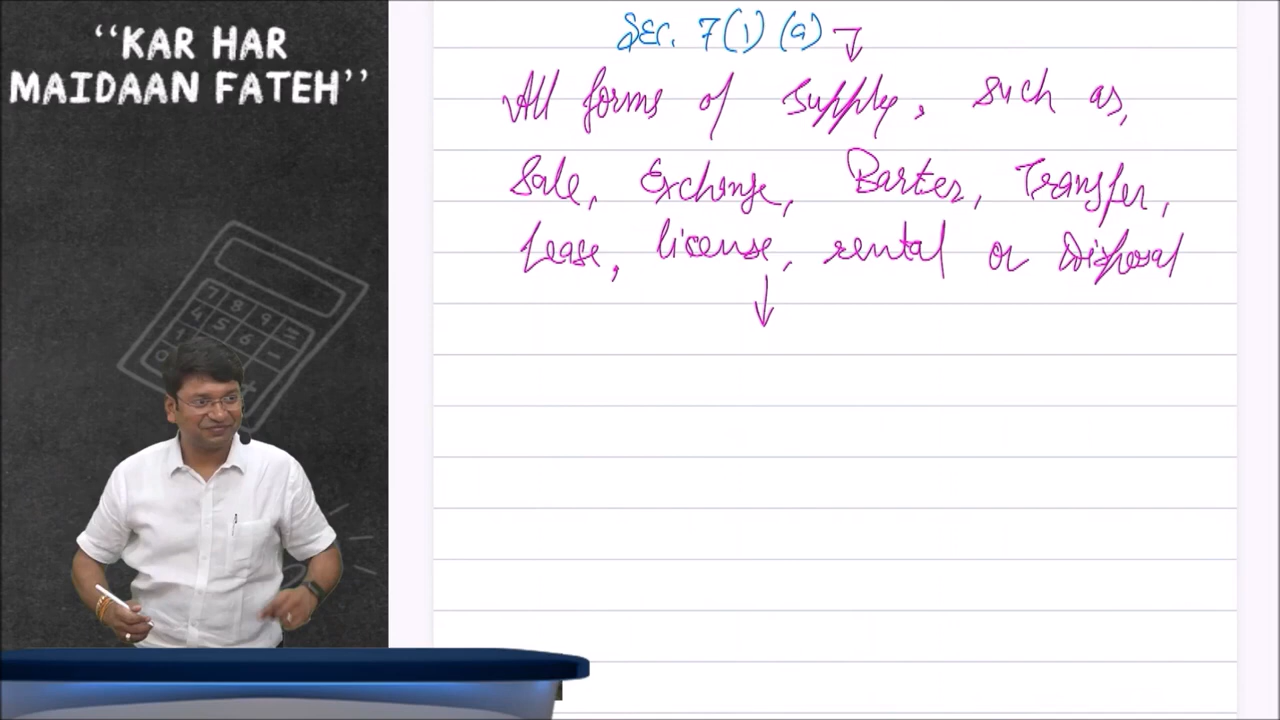 “KAR HAR
MAIDAAN FATEH”
Sec. 7(1)(a)
All forms of supply, such as,
Sale, Exchange, Barter, Transfer,
Lease, license, rental or Disposal